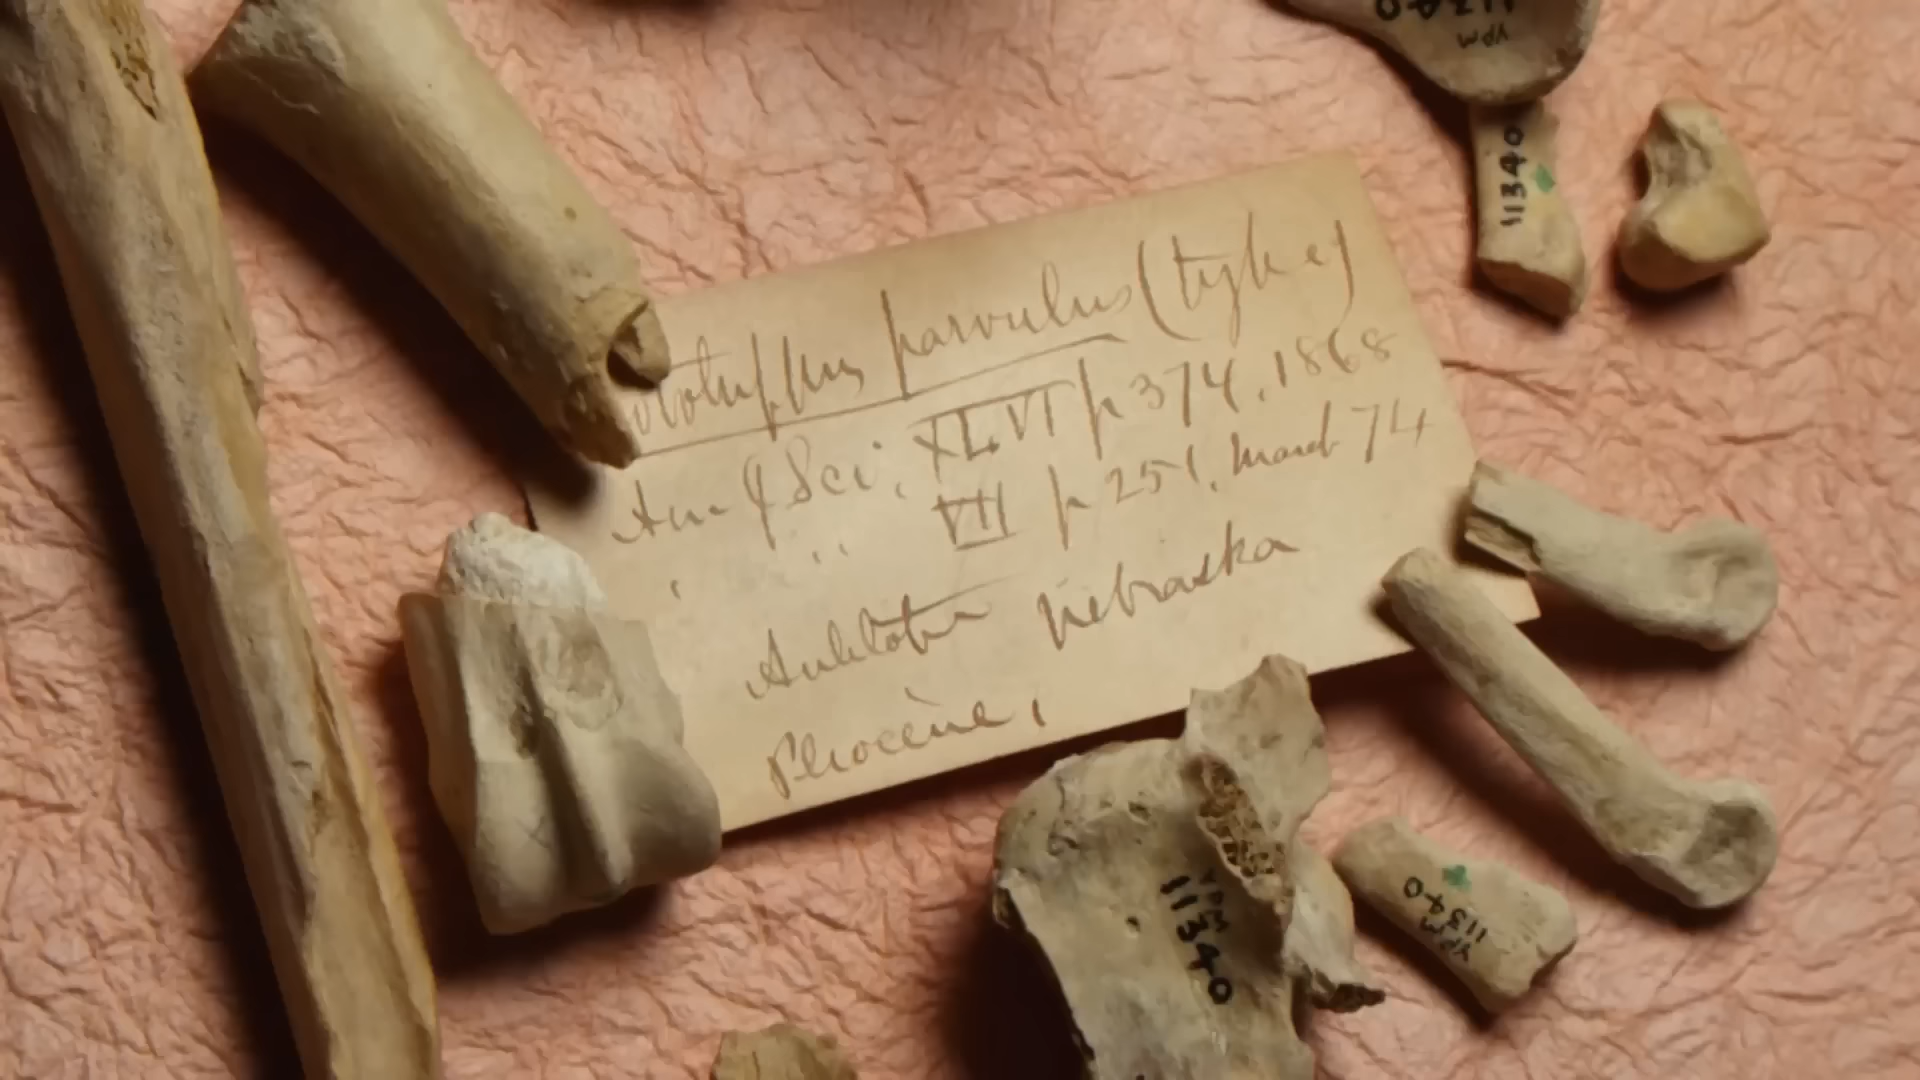 parvulus (type)
Am J Sci, XLVI p 374, 1868
" " VII p 251, March 74
Antelope Nebraska
Pliocene,
YPM
11340
11340
YPM
11340
YPM
11340